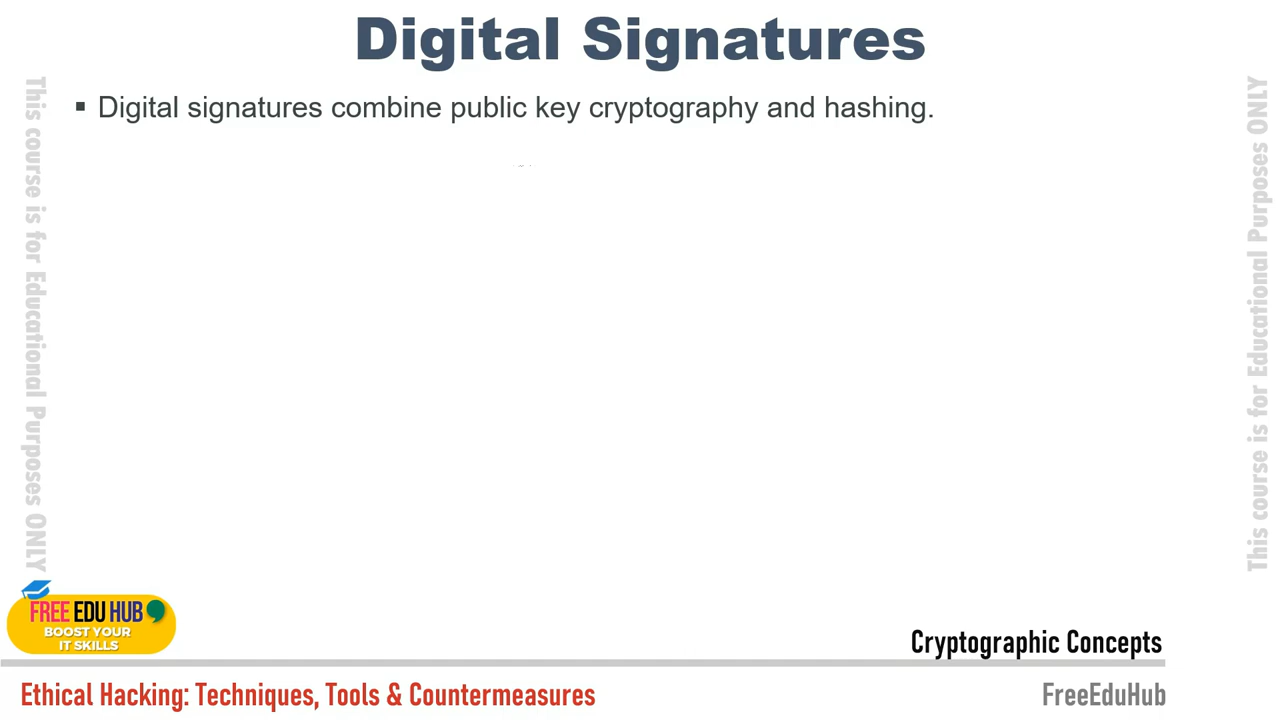 Digital Signatures
▪ Digital signatures combine public key cryptography and hashing.
This course is for Educational Purposes ONLY
This course is for Educational Purposes ONLY
FREE EDU HUB
BOOST YOUR
IT SKILLS
Cryptographic Concepts
Ethical Hacking: Techniques, Tools & Countermeasures
FreeEduHub